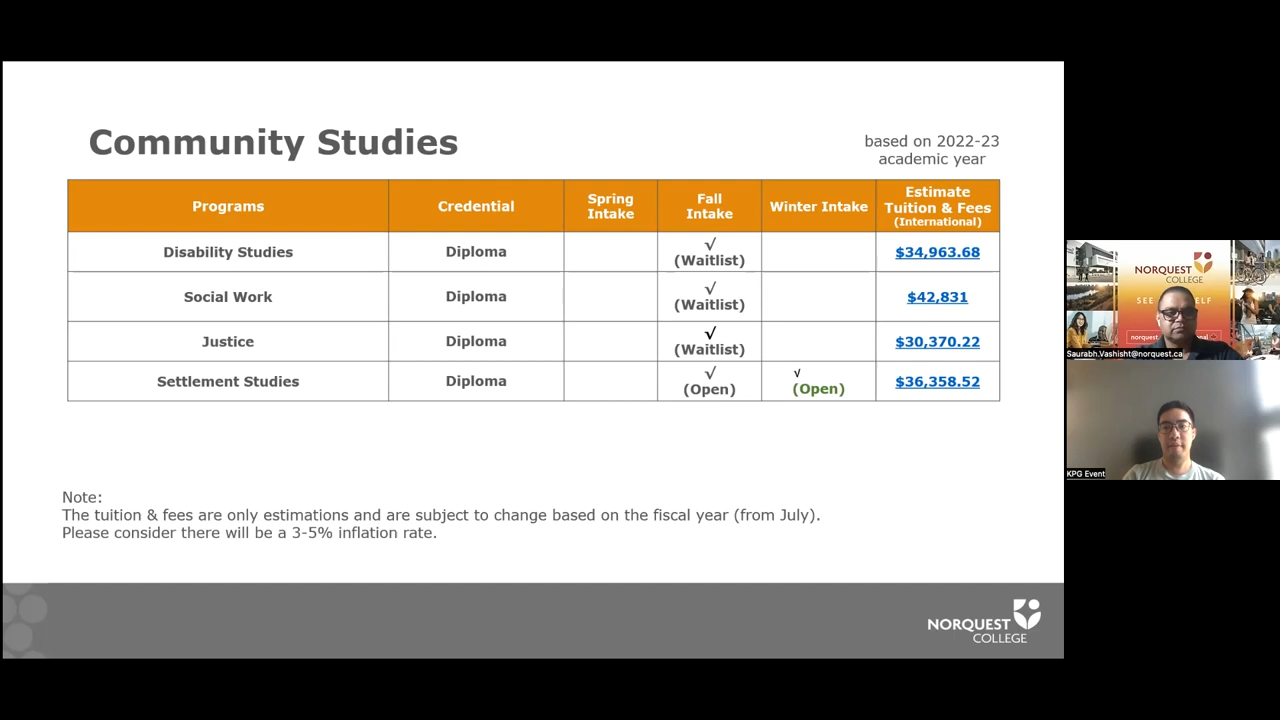 Community Studies
based on 2022-23
academic year
Programs
Credential
Spring
Intake
Fall
Intake
Winter Intake
Estimate
Tuition & Fees
(International)
Disability Studies
Diploma
√
(Waitlist)
$34,963.68
Social Work
Diploma
√
(Waitlist)
$42,831
Justice
Diploma
√
(Waitlist)
$30,370.22
Settlement Studies
Diploma
√
(Open)
√
(Open)
$36,358.52
Note:
The tuition & fees are only estimations and are subject to change based on the fiscal year (from July).
Please consider there will be a 3-5% inflation rate.
NORQUEST
COLLEGE
NORQUEST
COLLEGE
Saurabh.Vashisht@norquest.ca
KPG Event